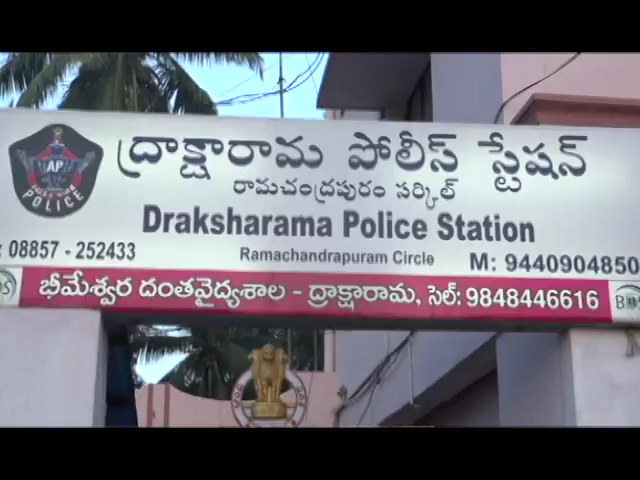 ద్రాక్షారామ పోలీస్ స్టేషన్
రామచంద్రపురం సర్కిల్
Draksharama Police Station
: 08857 - 252433
Ramachandrapuram Circle
M: 9440904850
భీమేశ్వర దంతవైద్యశాల - ద్రాక్షారామ, సెల్: 9848446616
AP
POLICE